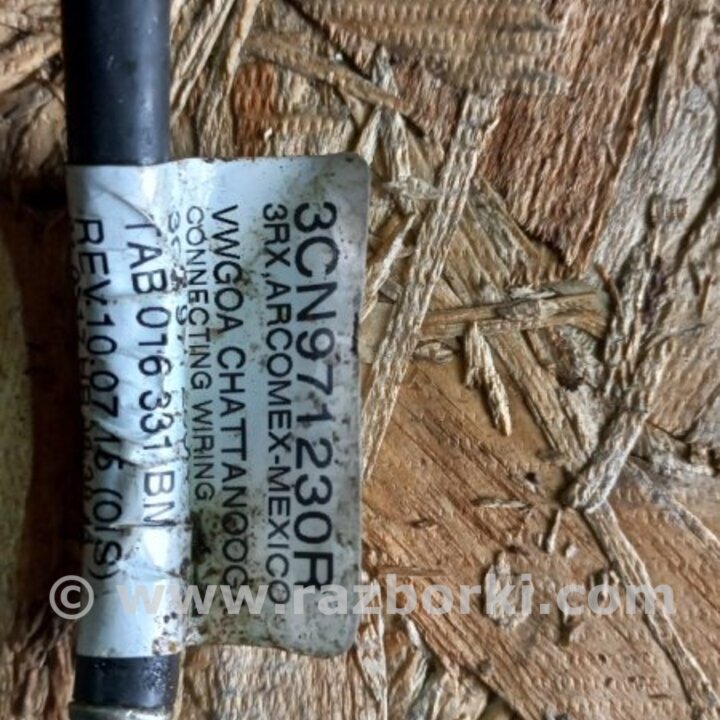 3CN971230R
3RX,ARCOMEX-MEXICO
VWGOA CHATTANOOG
CONNECTING WIRING
TAB 016 331 BN
REV.10.07.15 (0/S)
© www.razborki.com